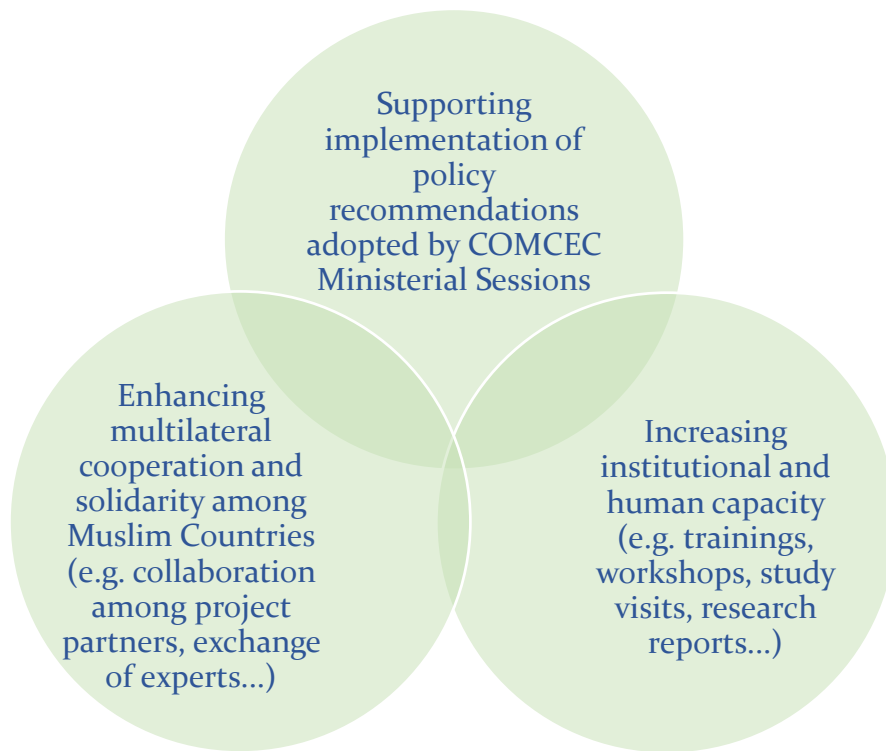 Supporting
implementation of
policy
recommendations
adopted by COMCEC
Ministerial Sessions
Enhancing
multilateral
cooperation and
solidarity among
Muslim Countries
(e.g. collaboration
among project
partners, exchange
of experts...)
Increasing
institutional and
human capacity
(e.g. trainings,
workshops, study
visits, research
reports...)